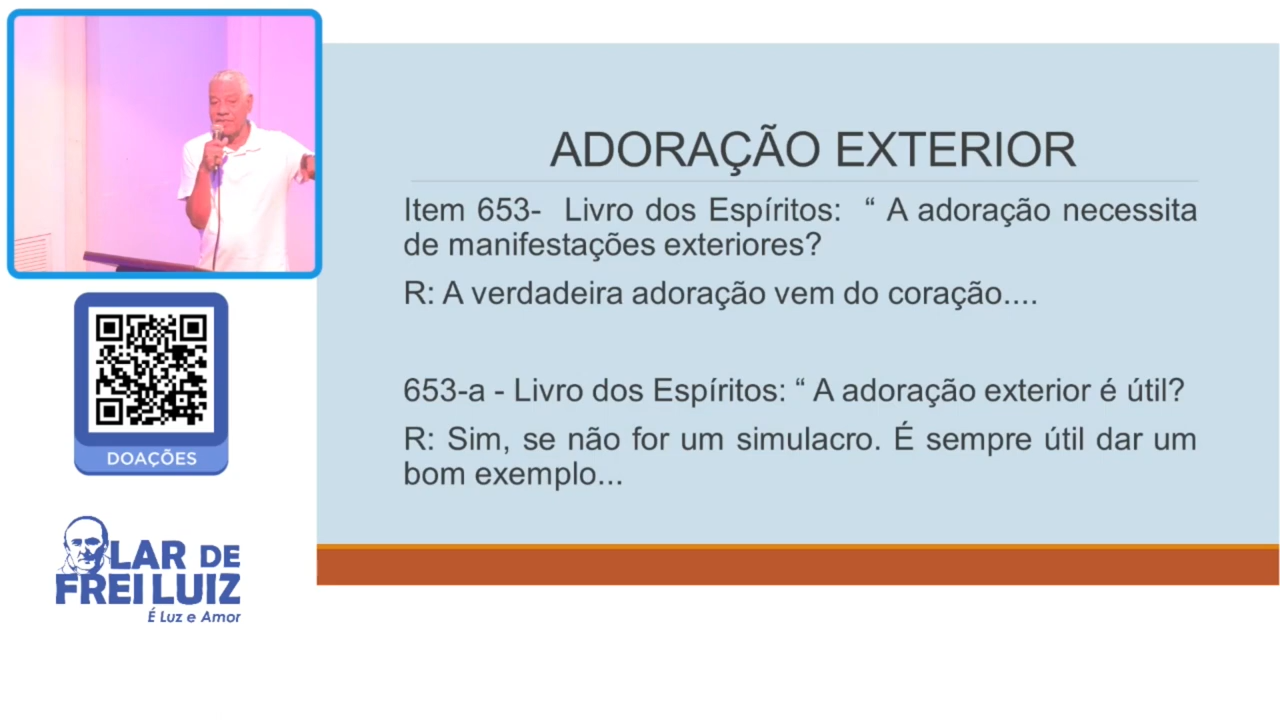 ADORAÇÃO EXTERIOR
Item 653- Livro dos Espíritos: “ A adoração necessita
de manifestações exteriores?
R: A verdadeira adoração vem do coração....
653-a - Livro dos Espíritos: “ A adoração exterior é útil?
R: Sim, se não for um simulacro. É sempre útil dar um
bom exemplo...
DOAÇÕES
LAR DE
FREI LUIZ
É Luz e Amor